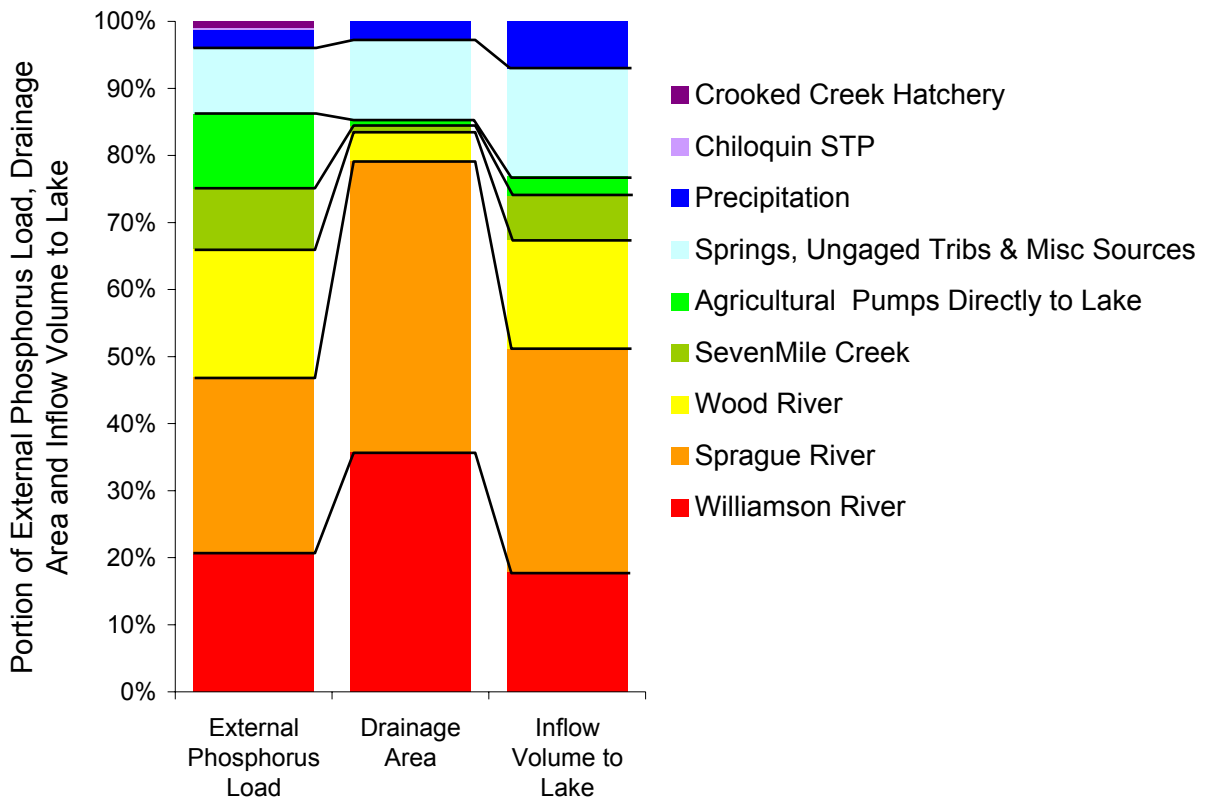 Portion of External Phosphorus Load, Drainage
Area and Inflow Volume to Lake
100%
90%
80%
70%
60%
50%
40%
30%
20%
10%
0%
External
Phosphorus
Load
Drainage
Area
Inflow
Volume to
Lake
Crooked Creek Hatchery
Chiloquin STP
Precipitation
Springs, Ungaged Tribs & Misc Sources
Agricultural  Pumps Directly to Lake
SevenMile Creek
Wood River
Sprague River
Williamson River